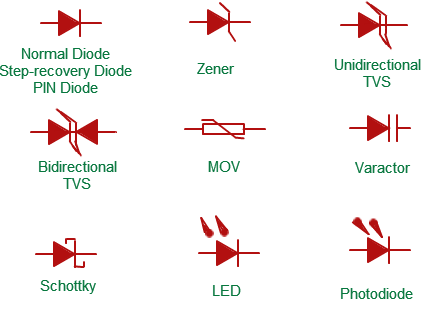 Normal Diode
Step-recovery Diode
PIN Diode
Zener
Unidirectional
TVS
Bidirectional
TVS
MOV
Varactor
Schottky
LED
Photodiode